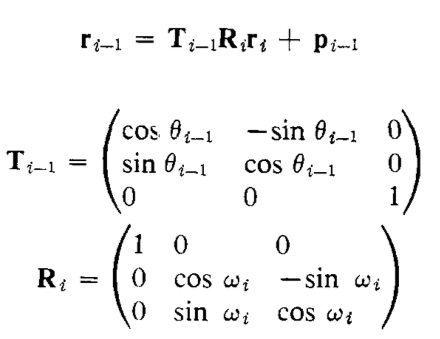 r_{i−1} = T_{i−1}R_i r_i + p_{i−1}
T_{i−1} = ( cos θ_{i−1} −sin θ_{i−1} 0
sin θ_{i−1} cos θ_{i−1} 0
0 0 1 )
R_i = ( 1 0 0
0 cos ω_i −sin ω_i
0 sin ω_i cos ω_i )